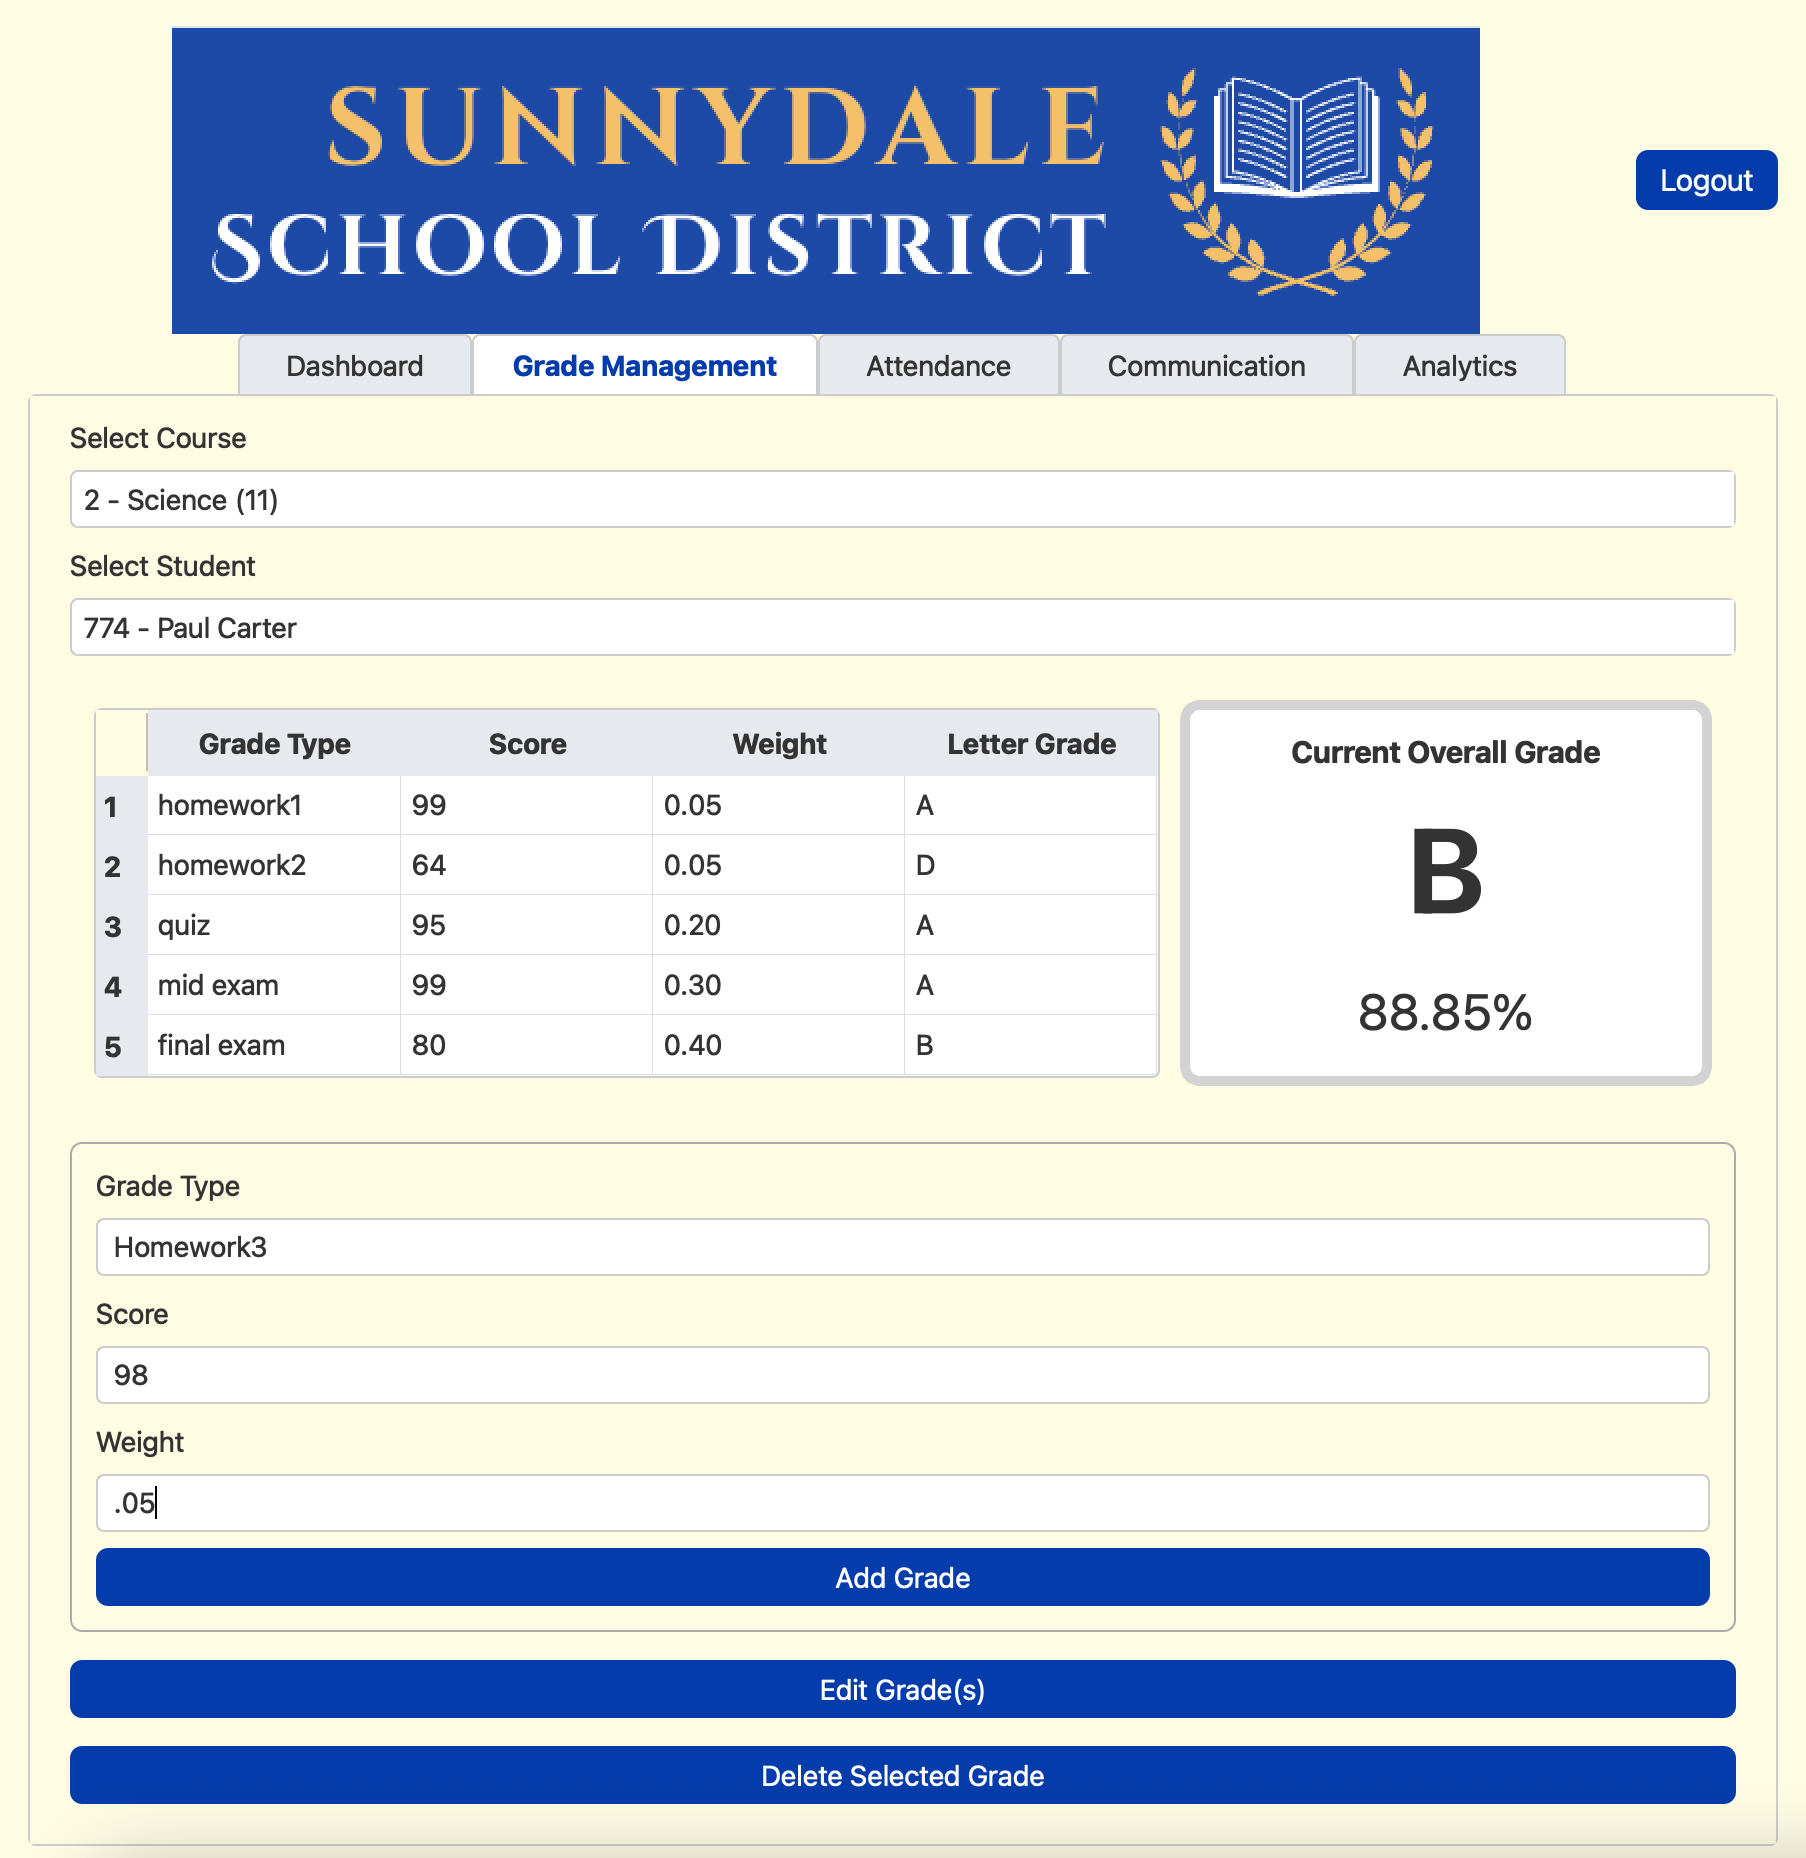 SUNNYDALE
SCHOOL DISTRICT
Logout
Dashboard Grade Management Attendance Communication Analytics
Select Course
2 - Science (11)
Select Student
774 - Paul Carter
Grade Type Score Weight Letter Grade
1 homework1 99 0.05 A
2 homework2 64 0.05 D
3 quiz 95 0.20 A
4 mid exam 99 0.30 A
5 final exam 80 0.40 B
Current Overall Grade
B
88.85%
Grade Type
Homework3
Score
98
Weight
.05
Add Grade
Edit Grade(s)
Delete Selected Grade